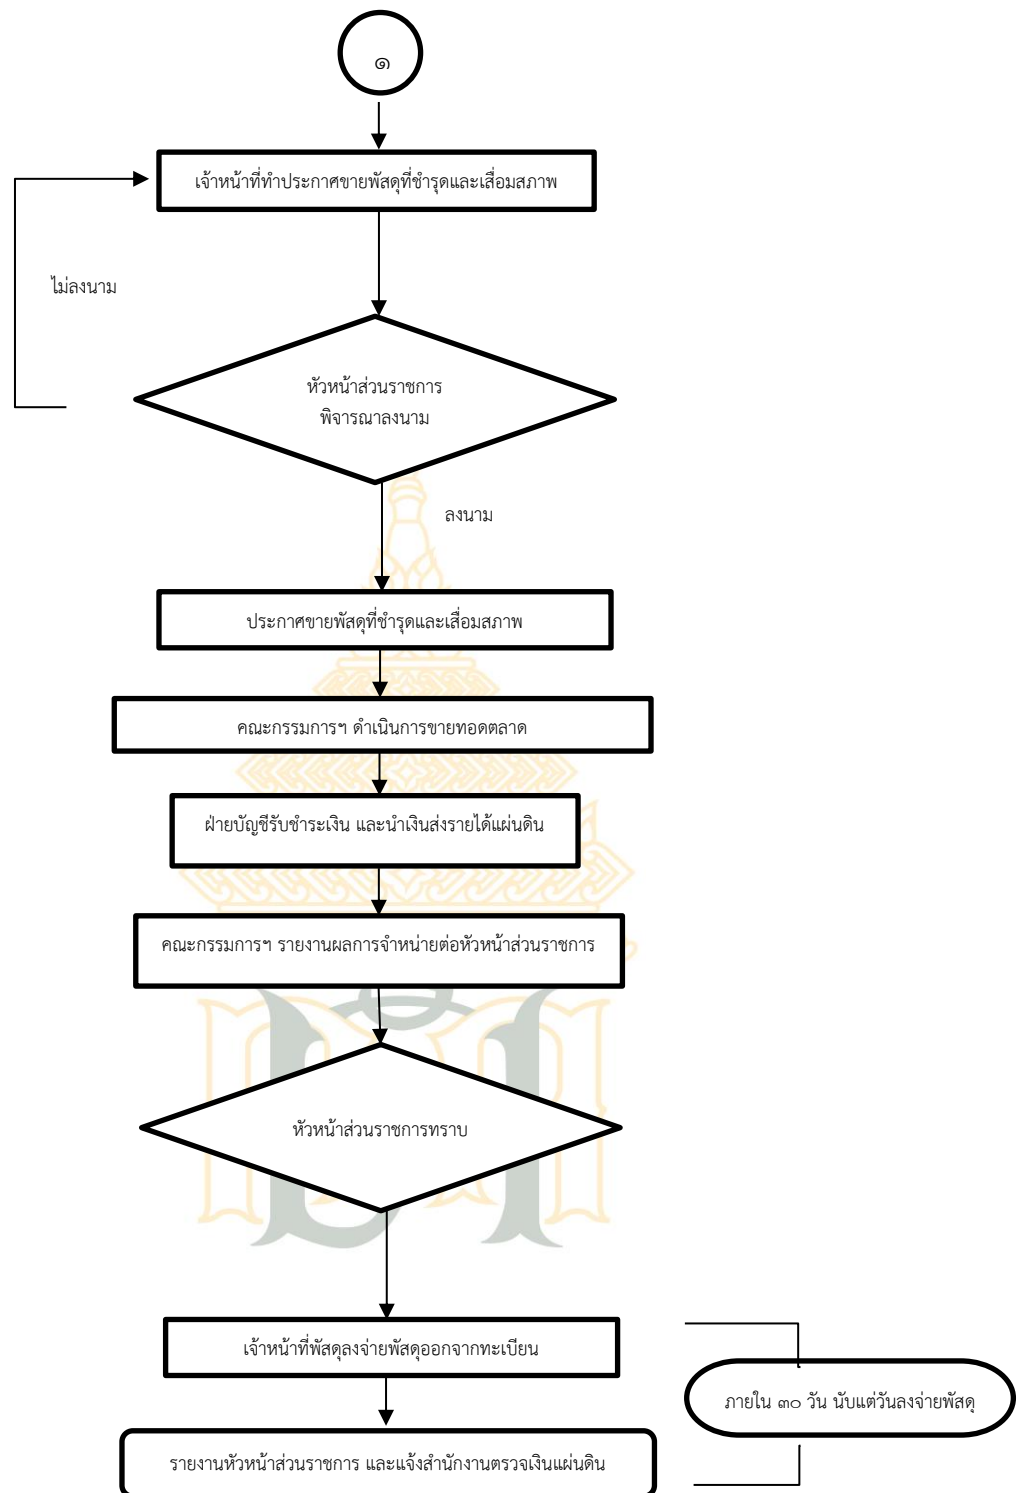 ๑
เจ้าหน้าที่ทำประกาศขายพัสดุที่ชำรุดและเสื่อมสภาพ
ไม่ลงนาม
หัวหน้าส่วนราชการ
พิจารณาลงนาม
ลงนาม
ประกาศขายพัสดุที่ชำรุดและเสื่อมสภาพ
คณะกรรมการฯ ดำเนินการขายทอดตลาด
ฝ่ายบัญชีรับชำระเงิน และนำเงินส่งรายได้แผ่นดิน
คณะกรรมการฯ รายงานผลการจำหน่ายต่อหัวหน้าส่วนราชการ
หัวหน้าส่วนราชการทราบ
เจ้าหน้าที่พัสดุลงจ่ายพัสดุออกจากทะเบียน
ภายใน ๓๐ วัน นับแต่วันลงจ่ายพัสดุ
รายงานหัวหน้าส่วนราชการ และแจ้งสำนักงานตรวจเงินแผ่นดิน